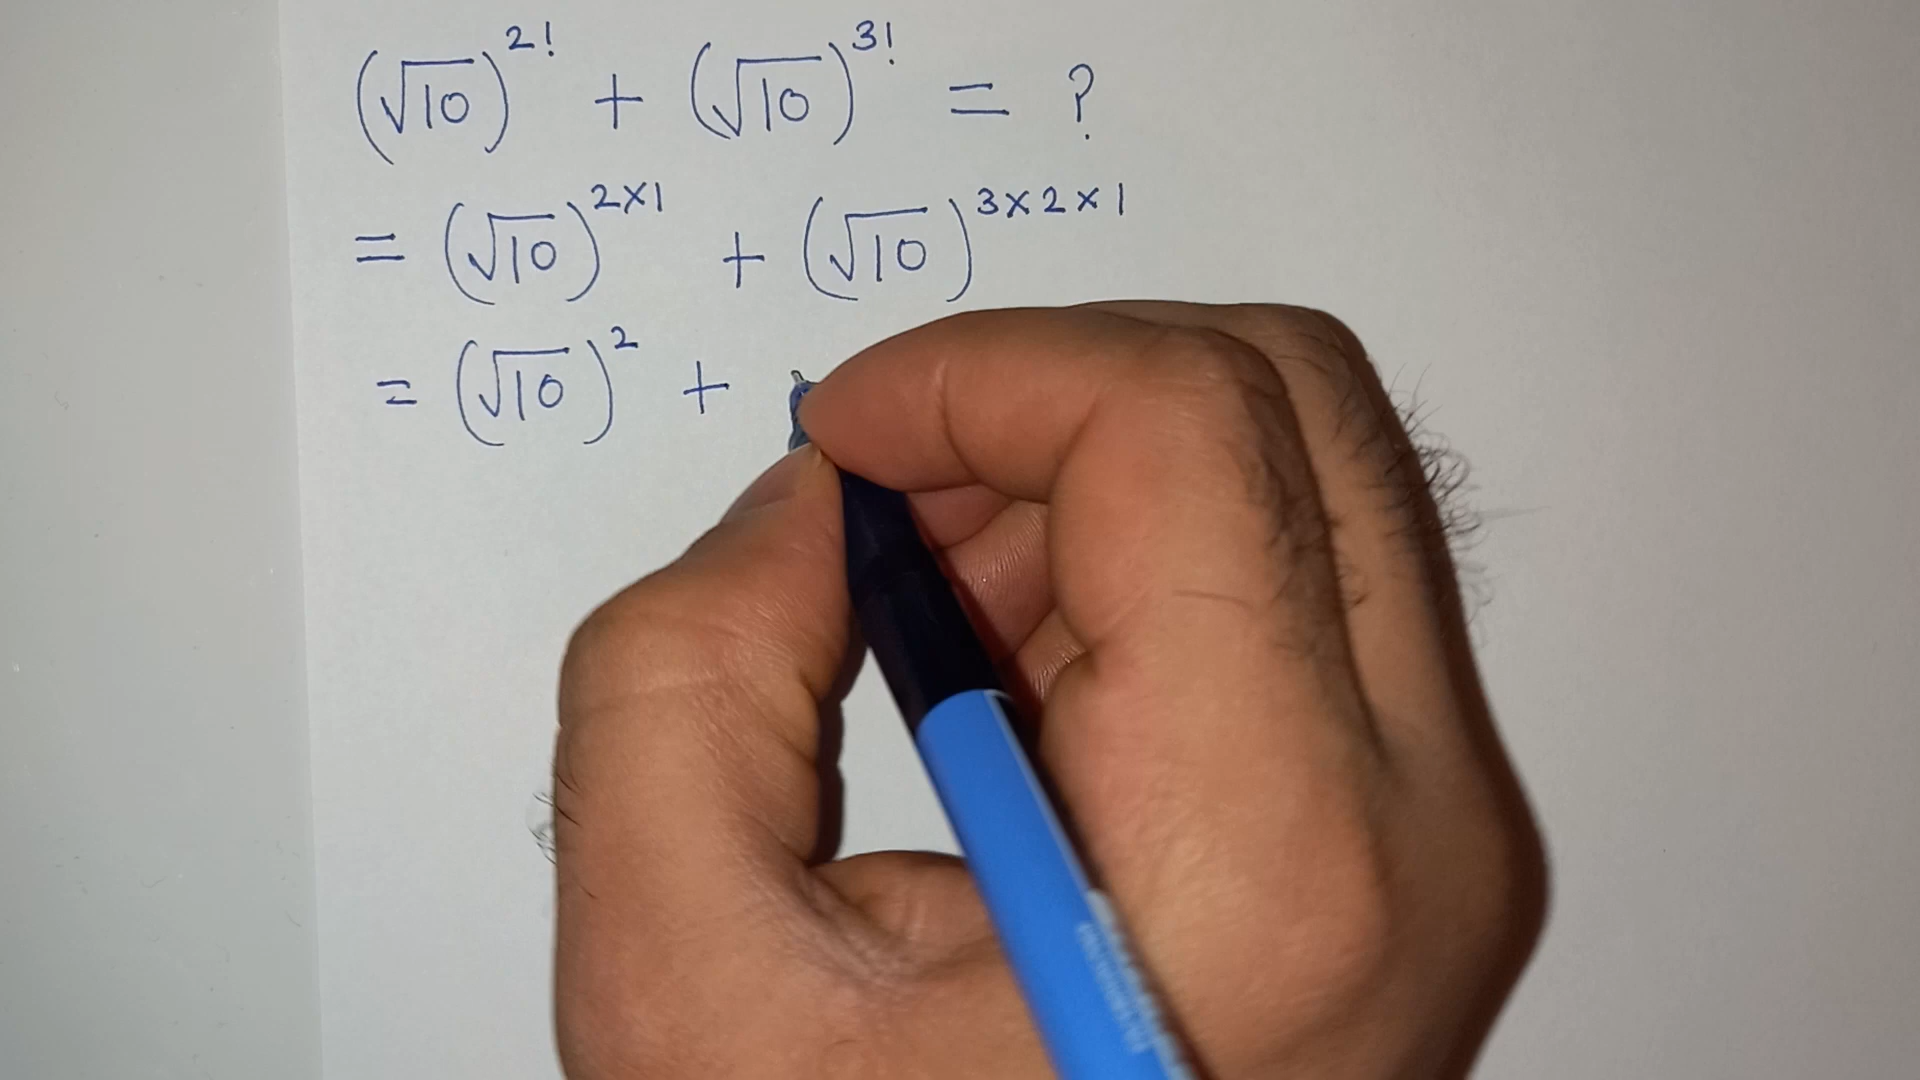 (√10)^2! + (√10)^3! = ?
= (√10)^2×1 + (√10)^3×2×1
= (√10)^2 +